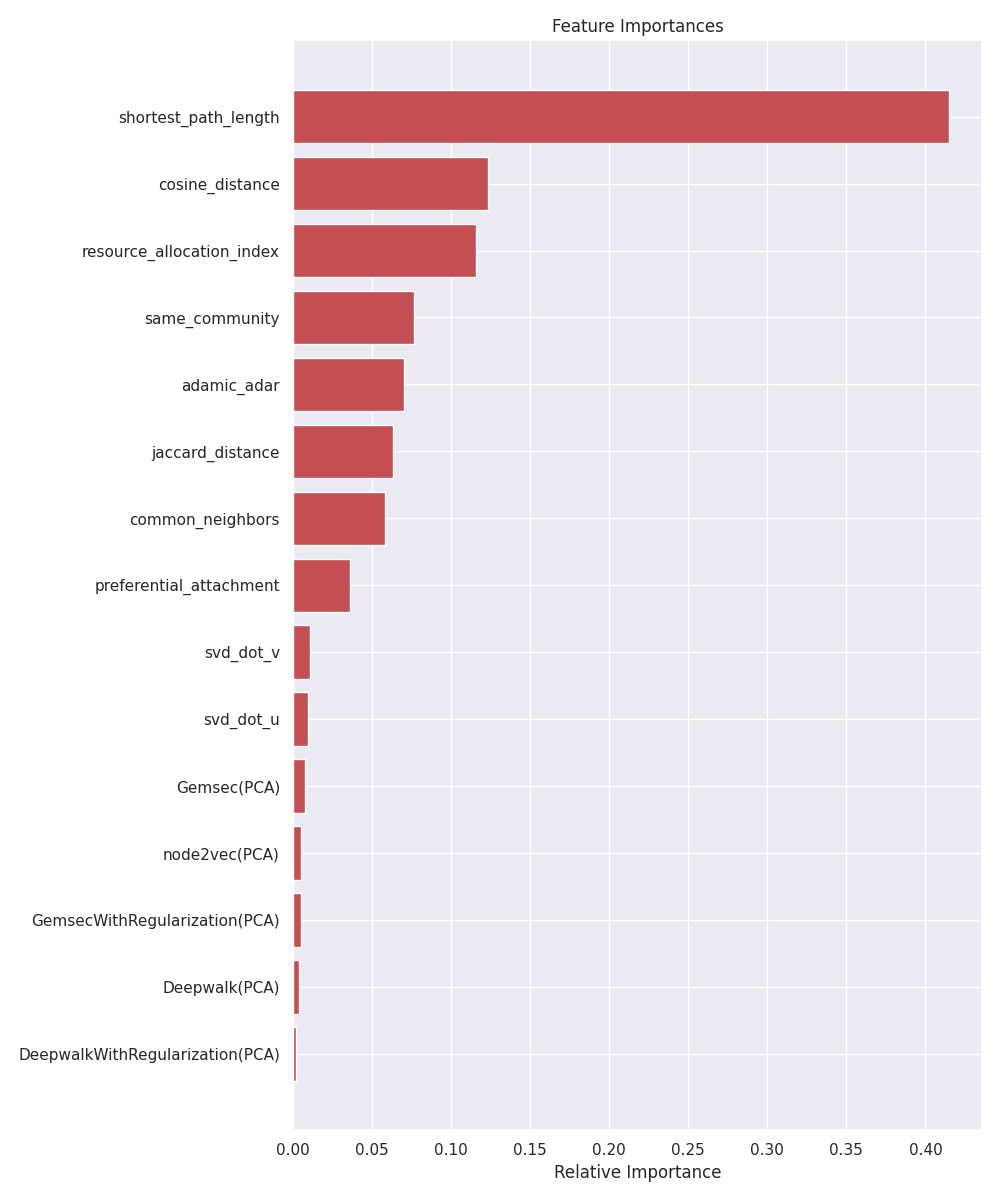 Feature Importances
shortest_path_length
cosine_distance
resource_allocation_index
same_community
adamic_adar
jaccard_distance
common_neighbors
preferential_attachment
svd_dot_v
svd_dot_u
Gemsec(PCA)
node2vec(PCA)
GemsecWithRegularization(PCA)
Deepwalk(PCA)
DeepwalkWithRegularization(PCA)
0.00 0.05 0.10 0.15 0.20 0.25 0.30 0.35 0.40
Relative Importance